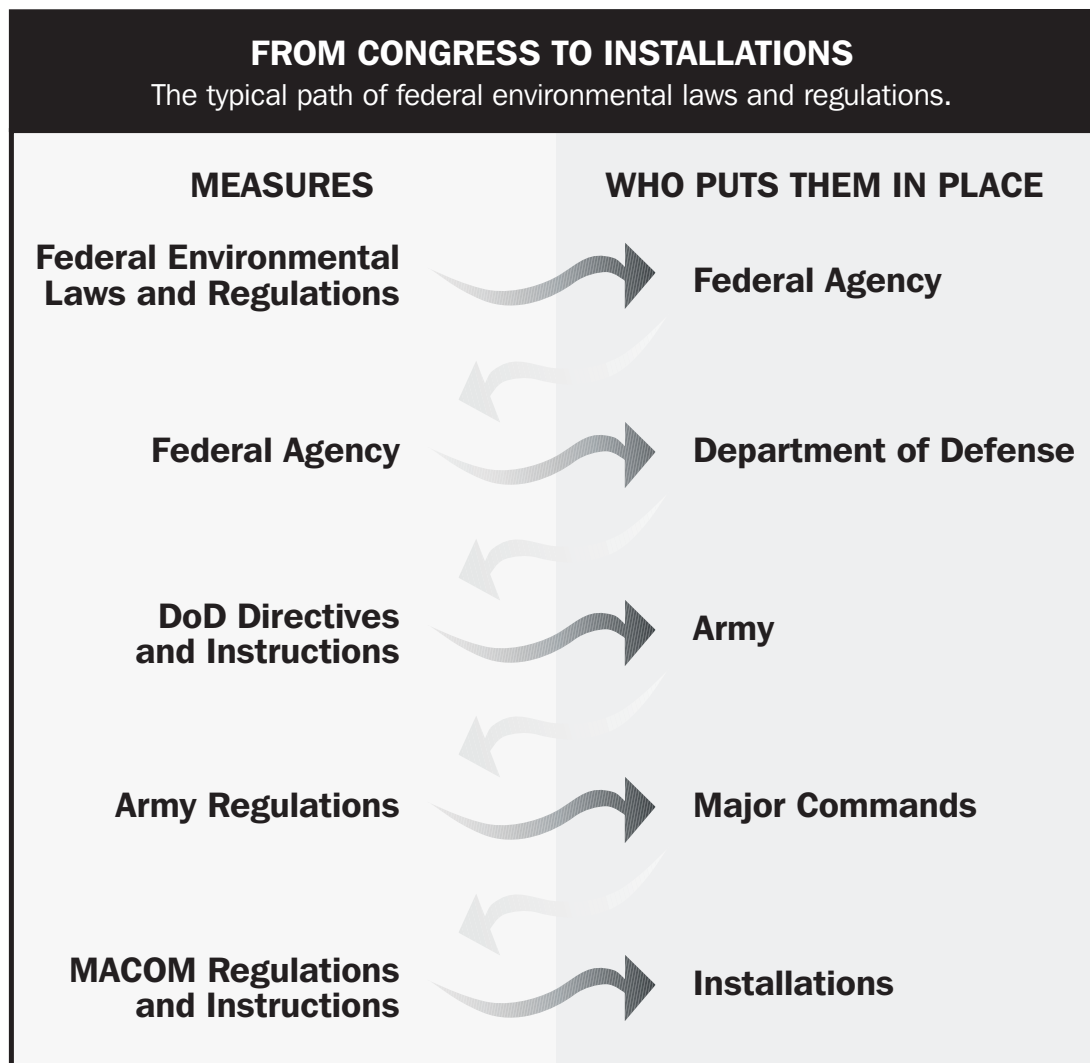 FROM CONGRESS TO INSTALLATIONS
The typical path of federal environmental laws and regulations.
MEASURES
WHO PUTS THEM IN PLACE
Federal Environmental
Laws and Regulations
Federal Agency
Federal Agency
Department of Defense
DoD Directives
and Instructions
Army
Army Regulations
Major Commands
MACOM Regulations
and Instructions
Installations